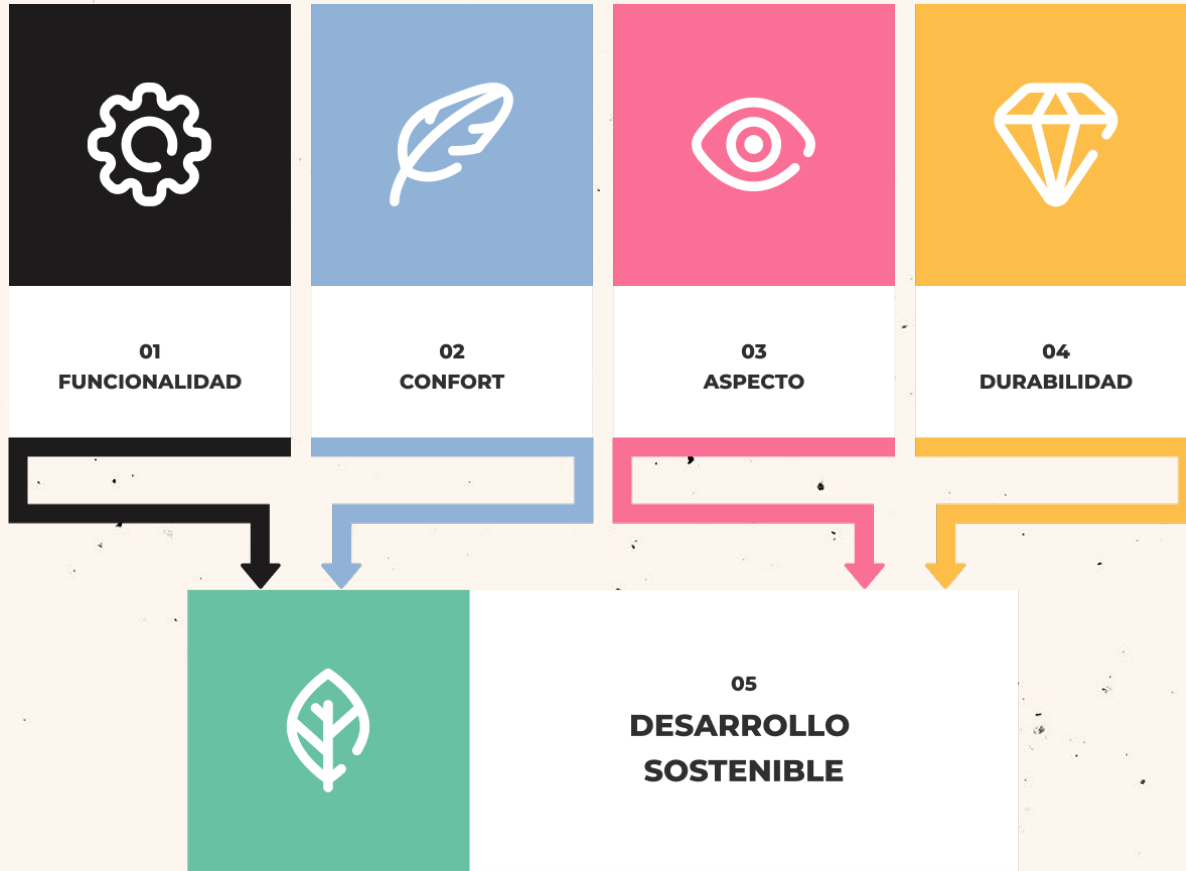 01
FUNCIONALIDAD
02
CONFORT
03
ASPECTO
04
DURABILIDAD
05
DESARROLLO
SOSTENIBLE